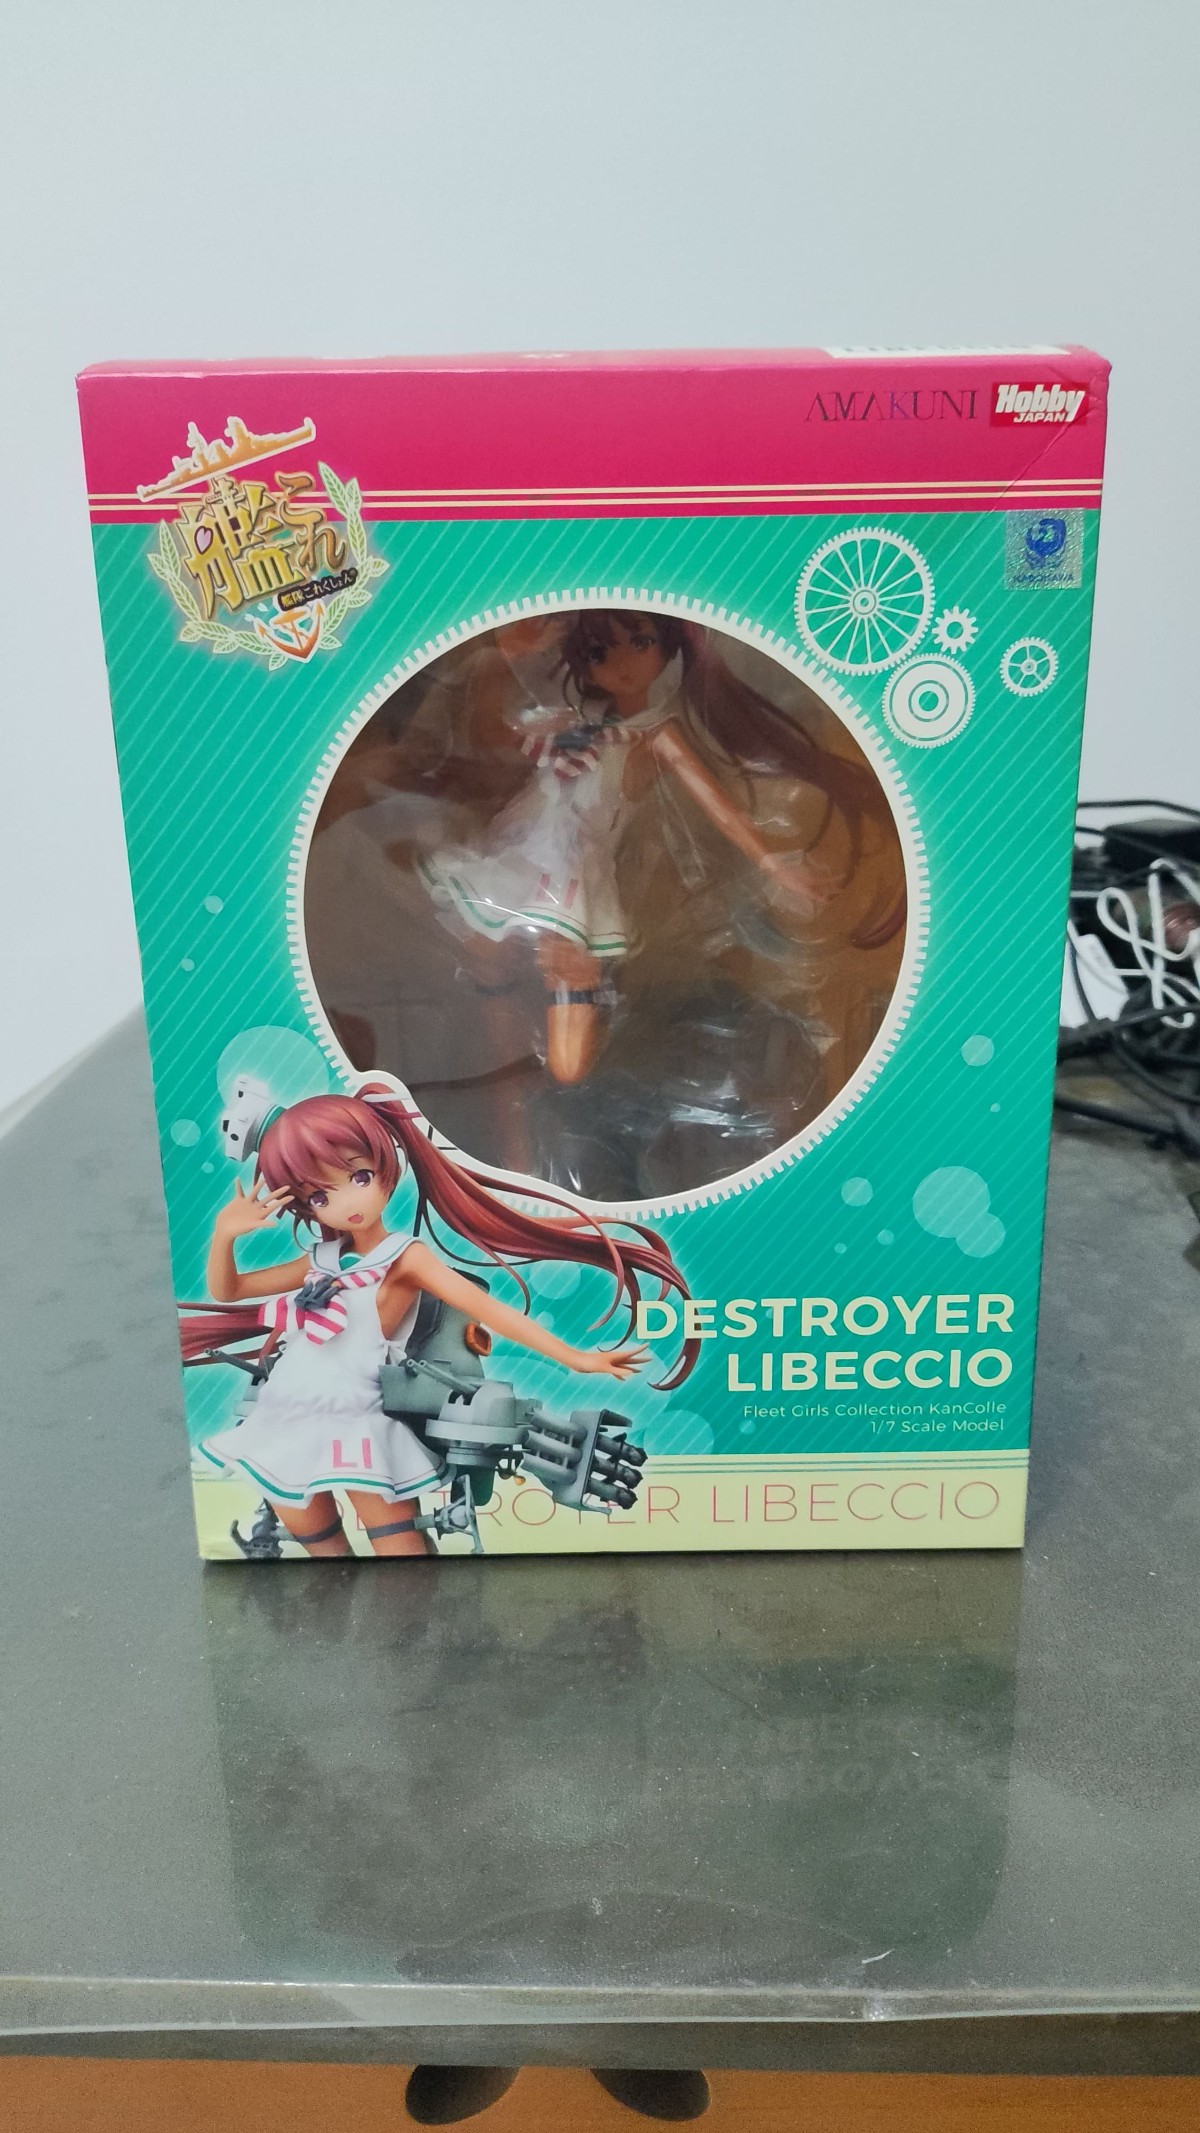 AMAKUNI
Hobby
JAPAN
艦これ
艦隊これくしょん
KADOKAWA
LI
DESTROYER
LIBECCIO
Fleet Girls Collection KanColle
1/7 Scale Model
LI
DESTROYER LIBECCIO